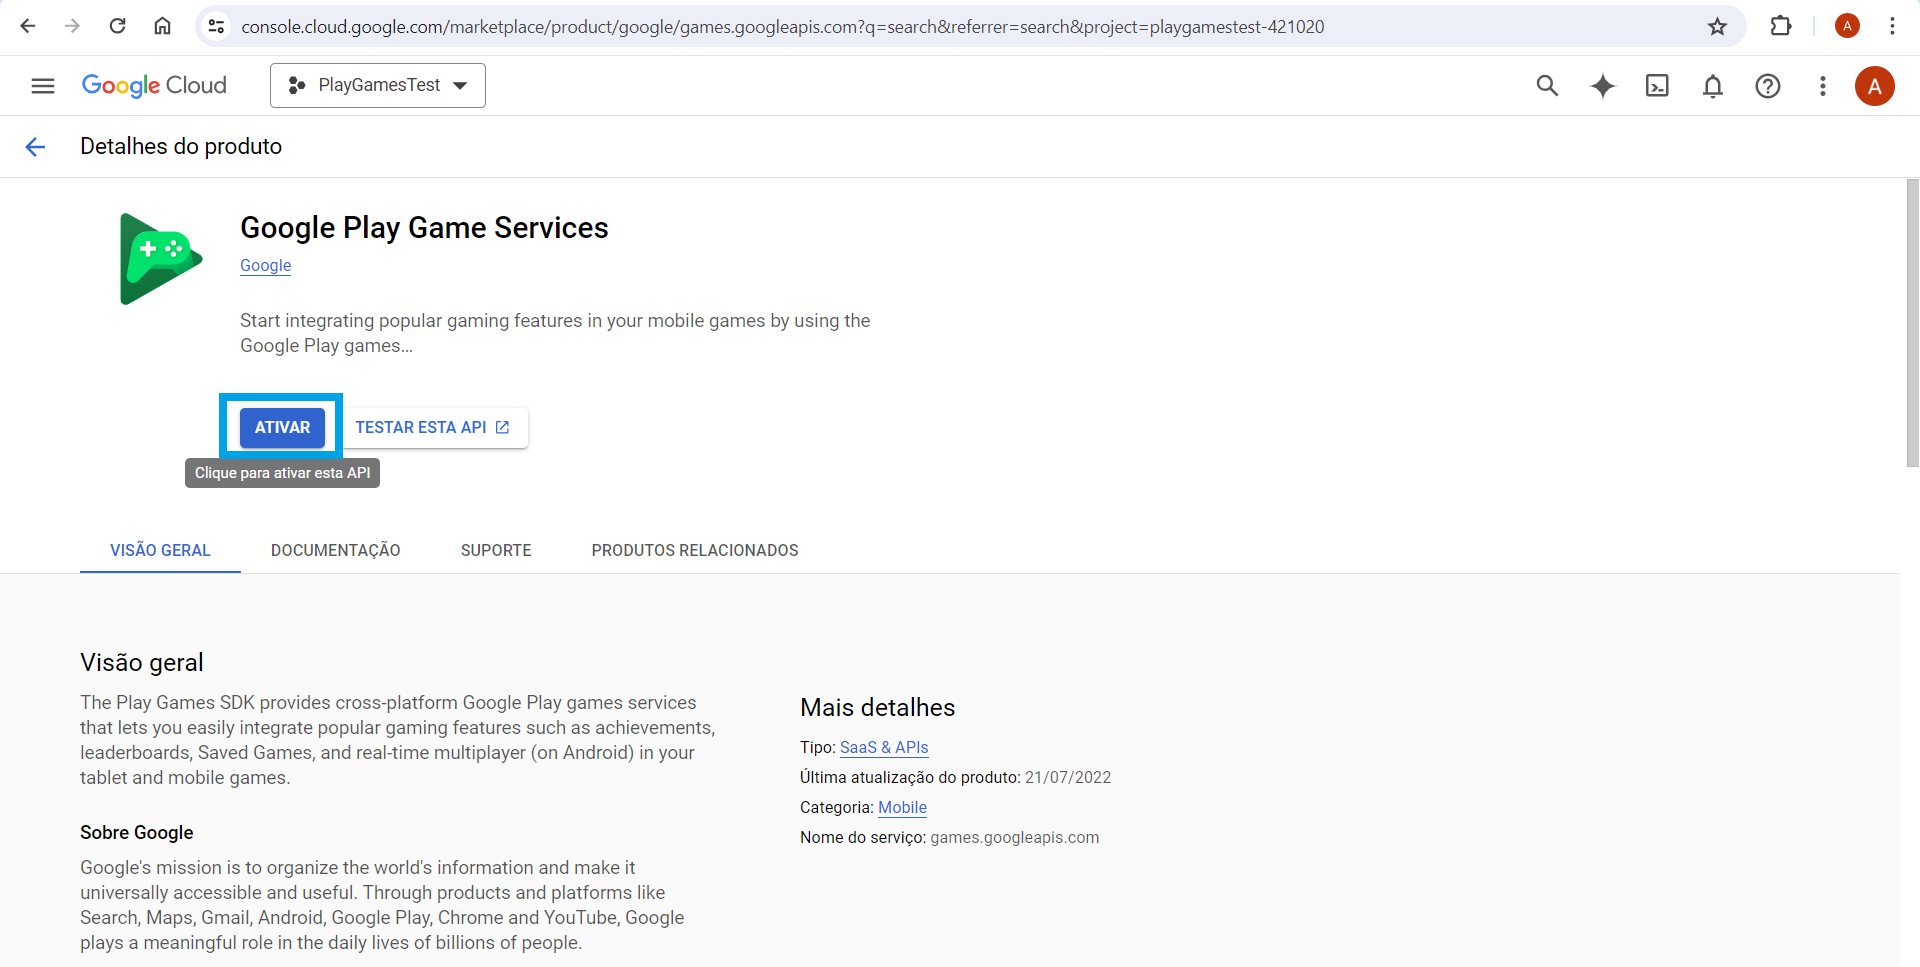 console.cloud.google.com/marketplace/product/google/games.googleapis.com?q=search&referrer=search&project=playgamestest-421020
A
Google Cloud
PlayGamesTest
A
Detalhes do produto
Google Play Game Services
Google
Start integrating popular gaming features in your mobile games by using the
Google Play games…
ATIVAR
TESTAR ESTA API
Clique para ativar esta API
VISÃO GERAL
DOCUMENTAÇÃO
SUPORTE
PRODUTOS RELACIONADOS
Visão geral
The Play Games SDK provides cross-platform Google Play games services
that lets you easily integrate popular gaming features such as achievements,
leaderboards, Saved Games, and real-time multiplayer (on Android) in your
tablet and mobile games.
Sobre Google
Google's mission is to organize the world's information and make it
universally accessible and useful. Through products and platforms like
Search, Maps, Gmail, Android, Google Play, Chrome and YouTube, Google
plays a meaningful role in the daily lives of billions of people.
Mais detalhes
Tipo: SaaS & APIs
Última atualização do produto: 21/07/2022
Categoria: Mobile
Nome do serviço: games.googleapis.com